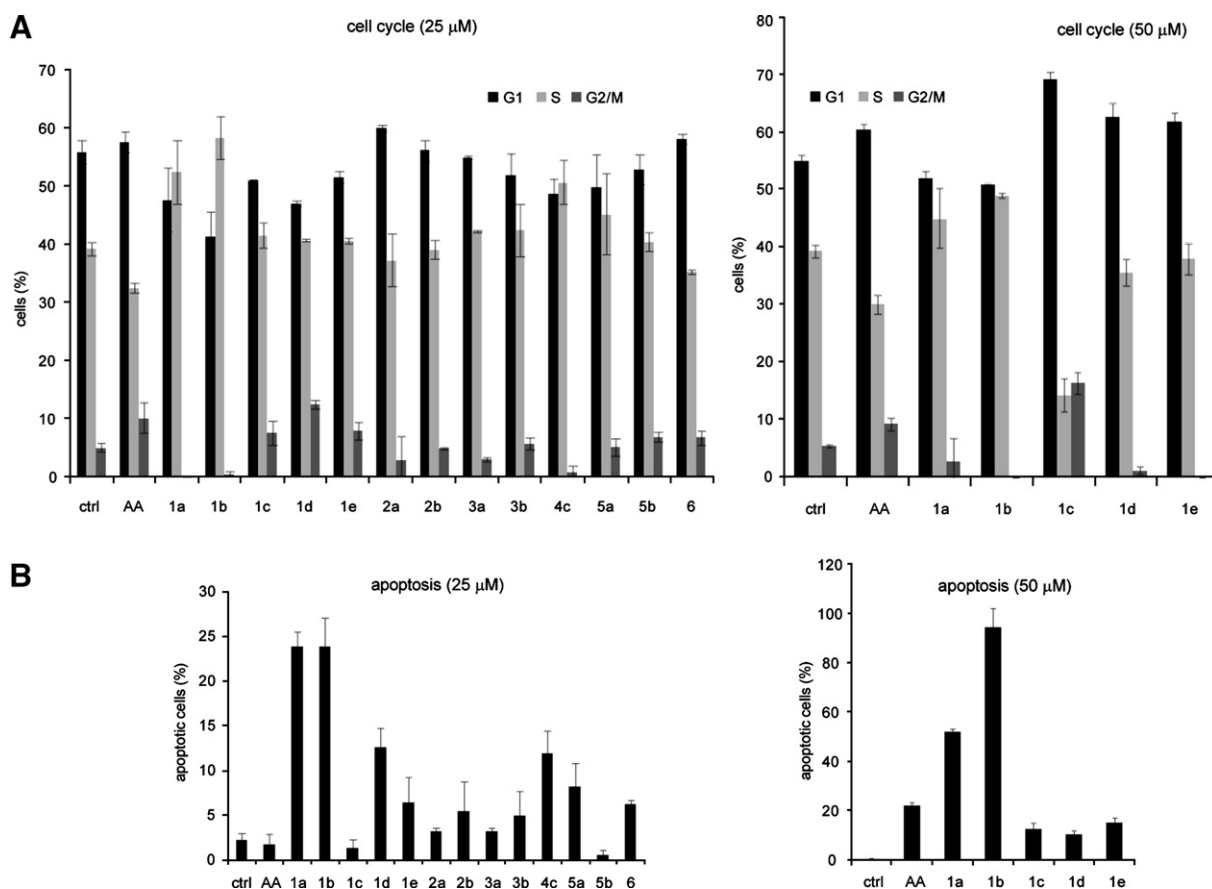 A
cell cycle (25 µM)
G1 S G2/M
cells (%)
70
60
50
40
30
20
10
0
ctrl AA 1a 1b 1c 1d 1e 2a 2b 3a 3b 4c 5a 5b 6
cell cycle (50 µM)
G1 S G2/M
cells (%)
80
70
60
50
40
30
20
10
0
ctrl AA 1a 1b 1c 1d 1e
B
apoptosis (25 µM)
apoptotic cells (%)
30
25
20
15
10
5
0
ctrl AA 1a 1b 1c 1d 1e 2a 2b 3a 3b 4c 5a 5b 6
apoptosis (50 µM)
apoptotic cells (%)
120
100
80
60
40
20
0
ctrl AA 1a 1b 1c 1d 1e